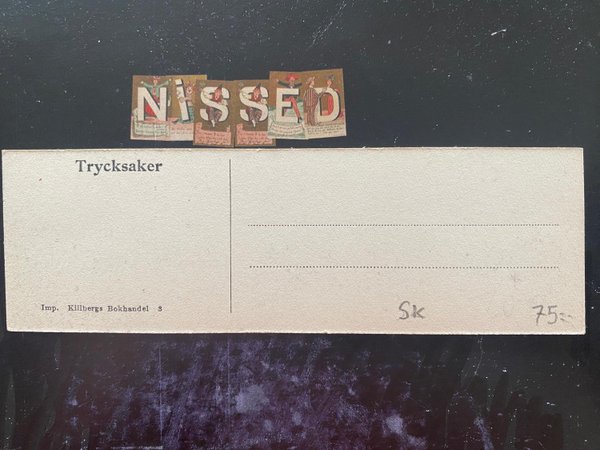 NISSED
Trycksaker
Imp. Killbergs Bokhandel 3
SK 75:-